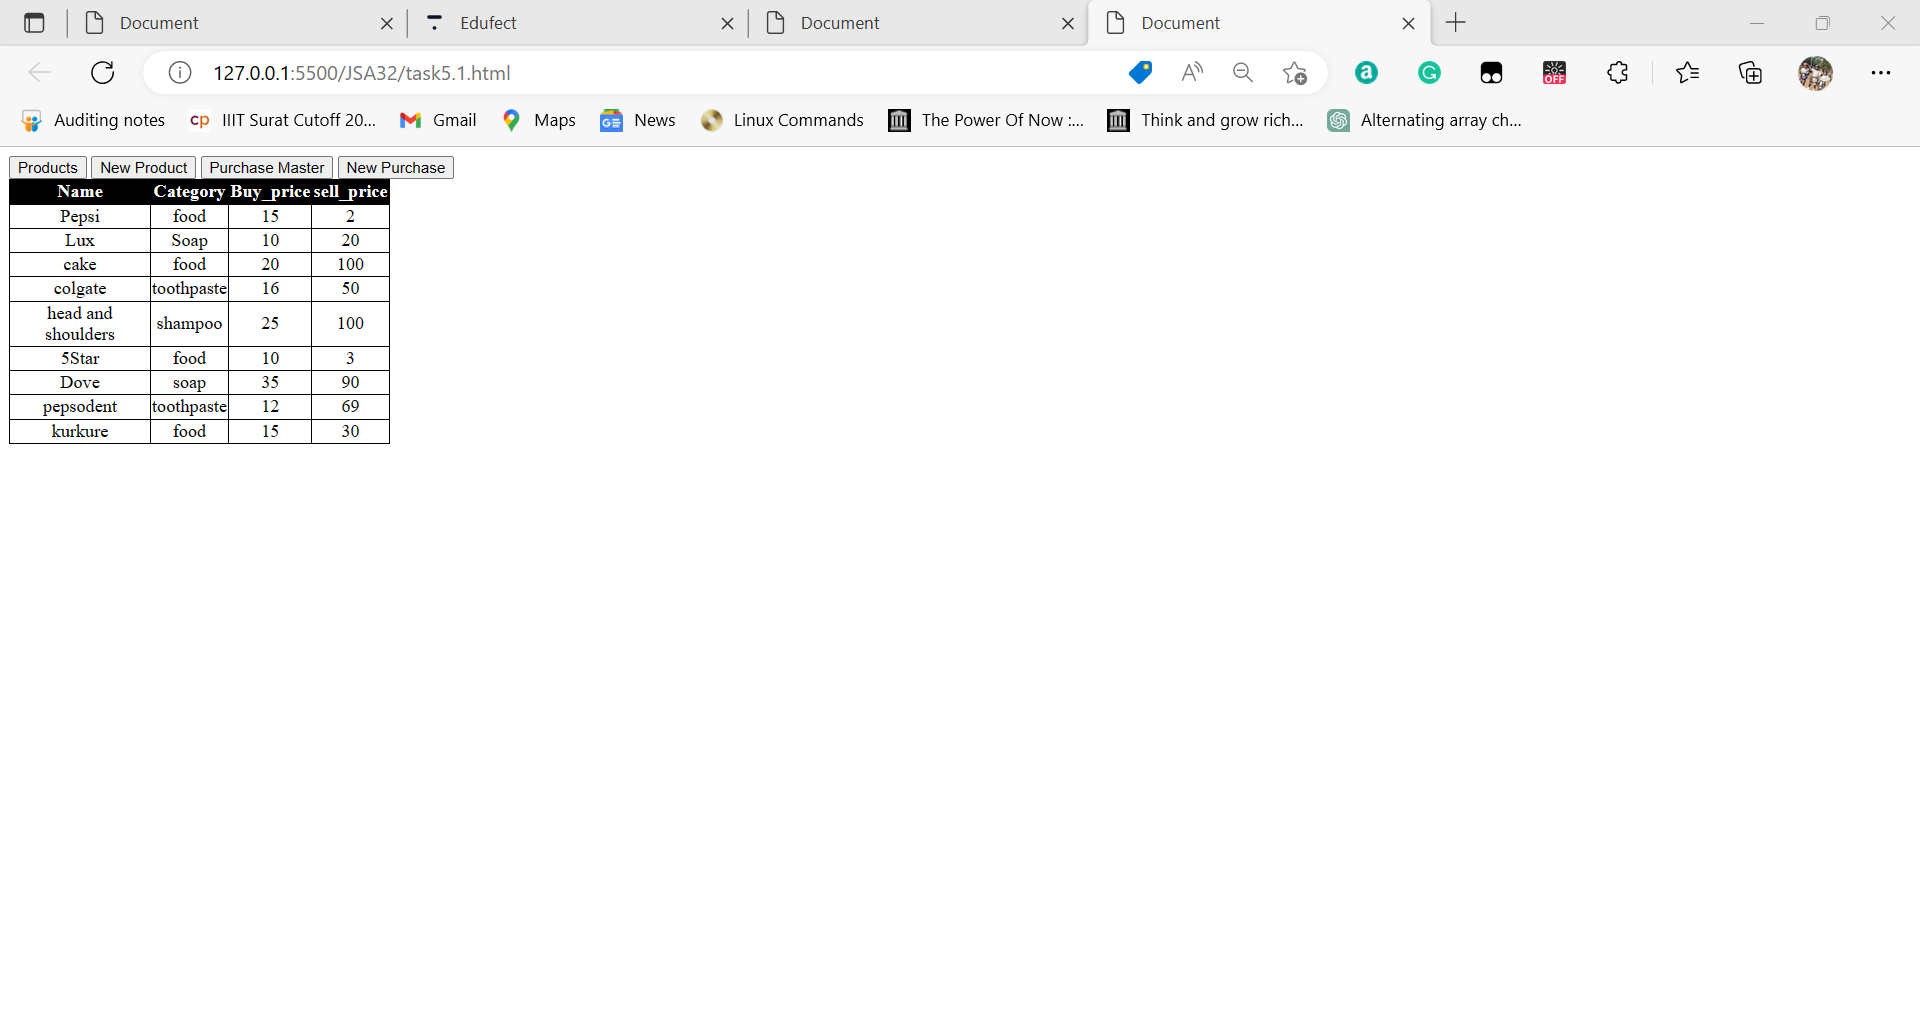 Document Edufect Document Document
127.0.0.1:5500/JSA32/task5.1.html A a G OFF
Auditing notes cp IIIT Surat Cutoff 20... Gmail Maps GE News Linux Commands The Power Of Now :... Think and grow rich... Alternating array ch...
Products New Product Purchase Master New Purchase
Name Category Buy_price sell_price
Pepsi food 15 2
Lux Soap 10 20
cake food 20 100
colgate toothpaste 16 50
head and shoulders shampoo 25 100
5Star food 10 3
Dove soap 35 90
pepsodent toothpaste 12 69
kurkure food 15 30